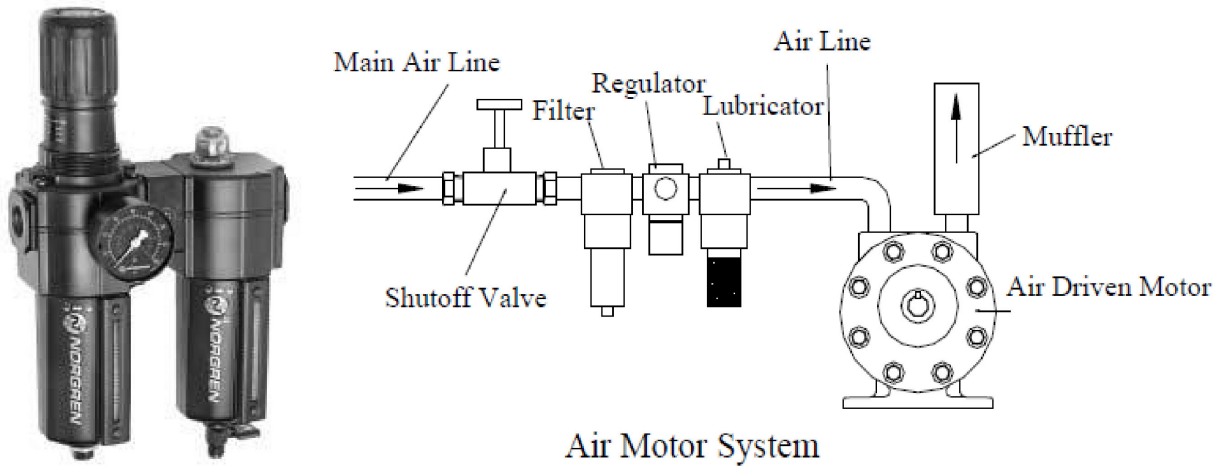 Air Line
Main Air Line
Regulator
Filter
Lubricator
Muffler
NORGREN
NORGREN
Shutoff Valve
Air Driven Motor
Air Motor System